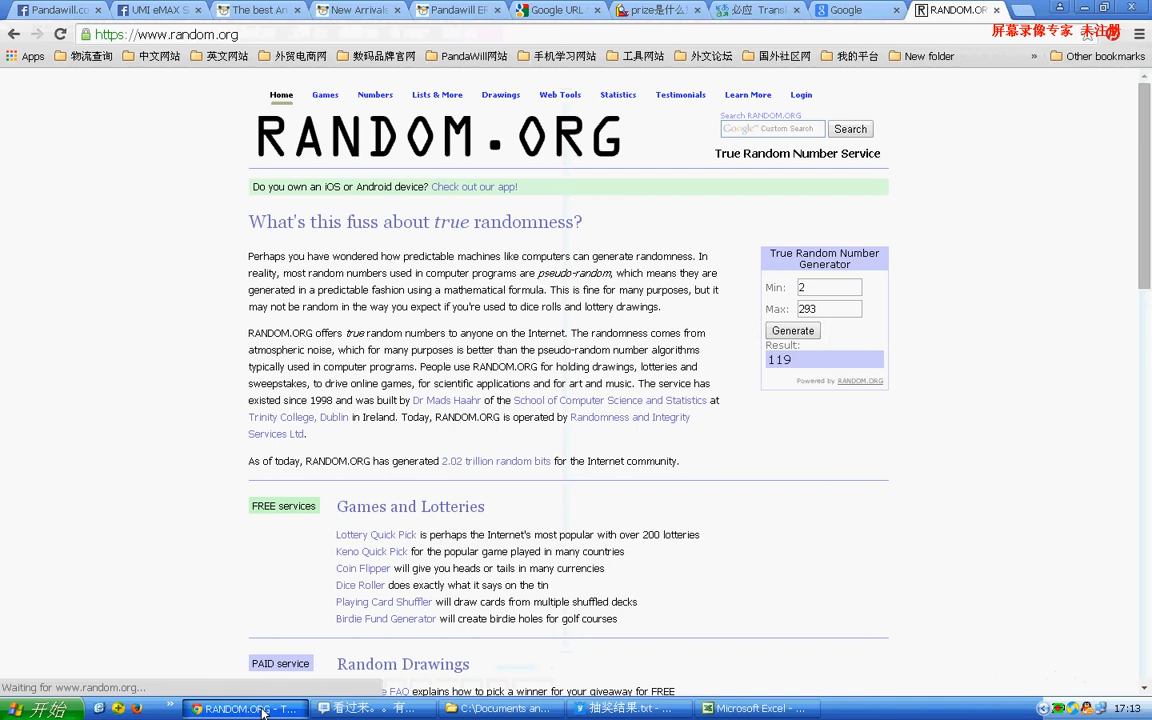 Pandawill.co
UMI eMAX S
The best An
New Arrivals
Pandawill EF
Google URL
prize是什么
必应 Transl
Google
RANDOM.OR
https://www.random.org
屏幕录像专家 未注册
Apps 物流查询 中文网站 英文网站 外贸电商网 数码品牌官网 PandaWill网站 手机学习网站 工具网站 外文论坛 国外社区网 我的平台 New folder » Other bookmarks
Home Games Numbers Lists & More Drawings Web Tools Statistics Testimonials Learn More Login
RANDOM.ORG
Search RANDOM.ORG
Google™ Custom Search Search
True Random Number Service
Do you own an iOS or Android device? Check out our app!
What's this fuss about true randomness?
Perhaps you have wondered how predictable machines like computers can generate randomness. In
reality, most random numbers used in computer programs are pseudo-random, which means they are
generated in a predictable fashion using a mathematical formula. This is fine for many purposes, but it
may not be random in the way you expect if you're used to dice rolls and lottery drawings.
RANDOM.ORG offers true random numbers to anyone on the Internet. The randomness comes from
atmospheric noise, which for many purposes is better than the pseudo-random number algorithms
typically used in computer programs. People use RANDOM.ORG for holding drawings, lotteries and
sweepstakes, to drive online games, for scientific applications and for art and music. The service has
existed since 1998 and was built by Dr Mads Haahr of the School of Computer Science and Statistics at
Trinity College, Dublin in Ireland. Today, RANDOM.ORG is operated by Randomness and Integrity
Services Ltd.
As of today, RANDOM.ORG has generated 2.02 trillion random bits for the Internet community.
True Random Number
Generator
Min: 2
Max: 293
Generate
Result:
119
Powered by RANDOM.ORG
FREE services
Games and Lotteries
Lottery Quick Pick is perhaps the Internet's most popular with over 200 lotteries
Keno Quick Pick for the popular game played in many countries
Coin Flipper will give you heads or tails in many currencies
Dice Roller does exactly what it says on the tin
Playing Card Shuffler will draw cards from multiple shuffled decks
Birdie Fund Generator will create birdie holes for golf courses
PAID service
Random Drawings
FAQ explains how to pick a winner for your giveaway for FREE
Waiting for www.random.org...
开始 » RANDOM.ORG - T... 看过来。。有... C:\Documents an... 抽奖结果.txt - ... Microsoft Excel - ... 17:13